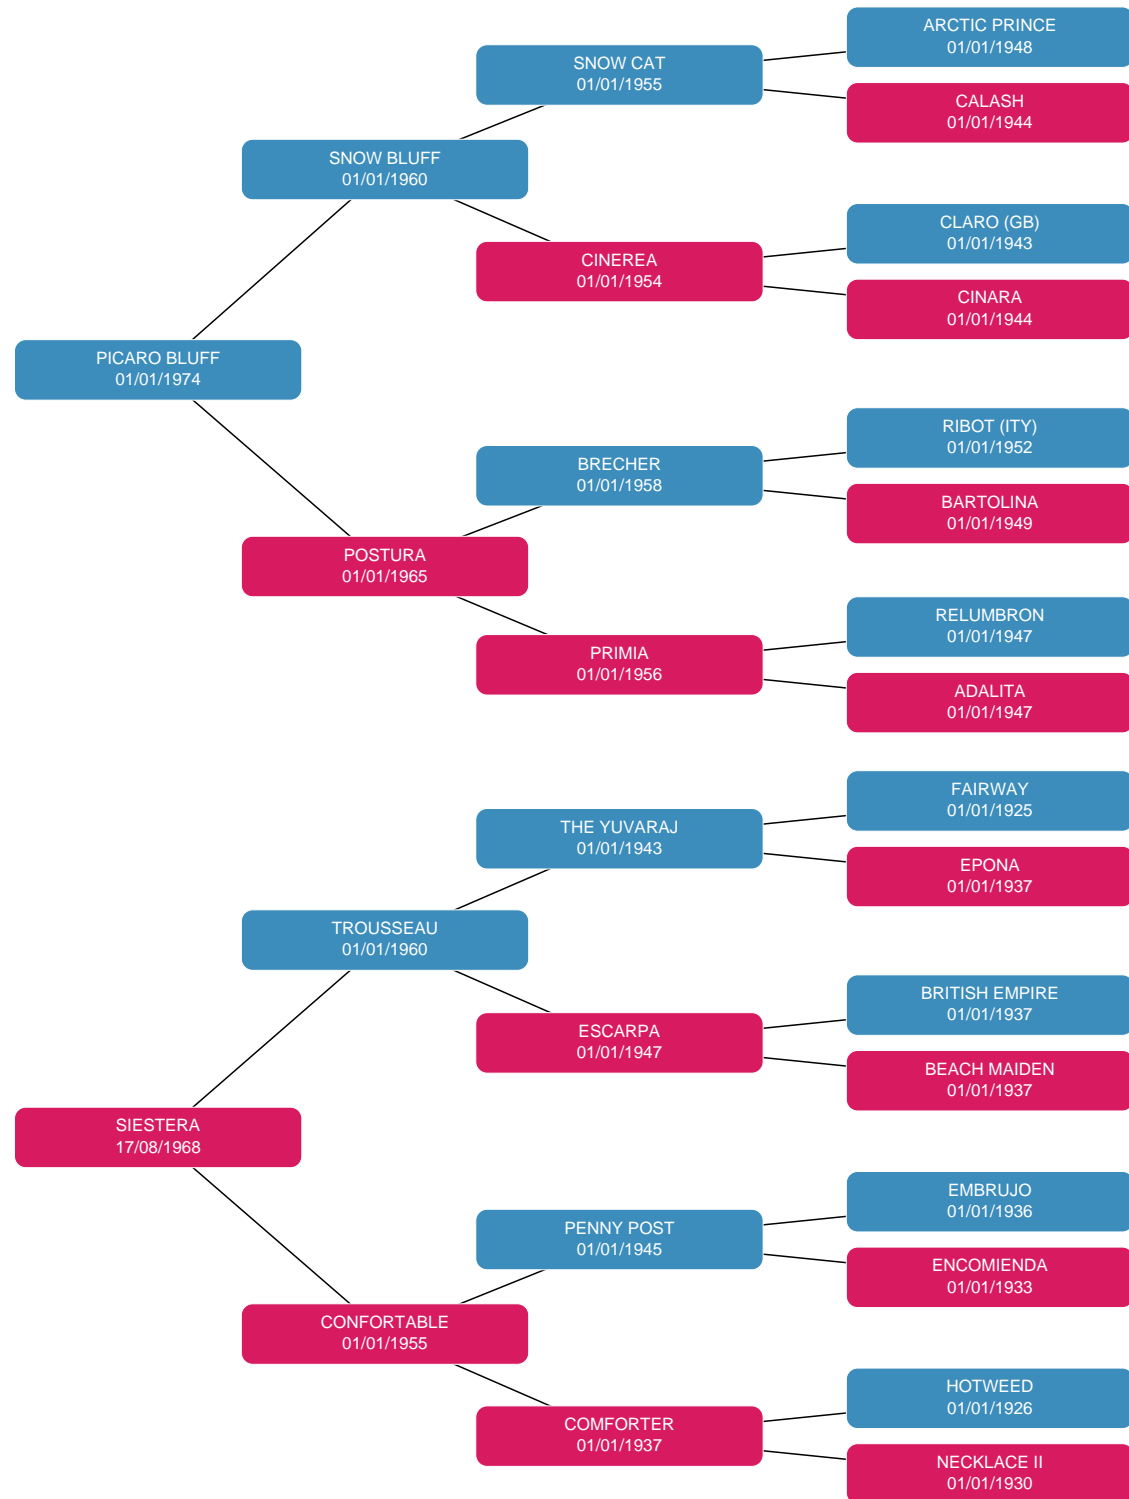 ARCTIC PRINCE
01/01/1948
SNOW CAT
01/01/1955
CALASH
01/01/1944
SNOW BLUFF
01/01/1960
CLARO (GB)
01/01/1943
CINEREA
01/01/1954
CINARA
01/01/1944
PICARO BLUFF
01/01/1974
RIBOT (ITY)
01/01/1952
BRECHER
01/01/1958
BARTOLINA
01/01/1949
POSTURA
01/01/1965
RELUMBRON
01/01/1947
PRIMIA
01/01/1956
ADALITA
01/01/1947
FAIRWAY
01/01/1925
THE YUVARAJ
01/01/1943
EPONA
01/01/1937
TROUSSEAU
01/01/1960
BRITISH EMPIRE
01/01/1937
ESCARPA
01/01/1947
BEACH MAIDEN
01/01/1937
SIESTERA
17/08/1968
EMBRUJO
01/01/1936
PENNY POST
01/01/1945
ENCOMIENDA
01/01/1933
CONFORTABLE
01/01/1955
HOTWEED
01/01/1926
COMFORTER
01/01/1937
NECKLACE II
01/01/1930